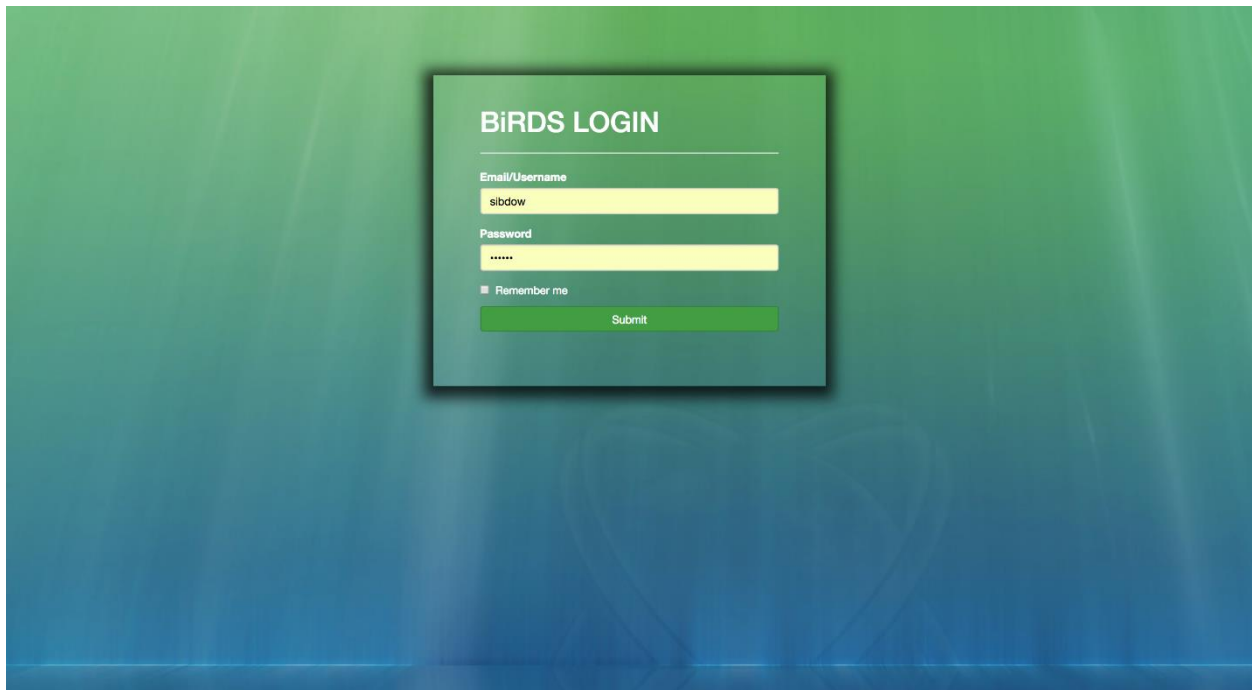 BiRDS LOGIN
Email/Username
sibdow
Password
••••••
Remember me
Submit